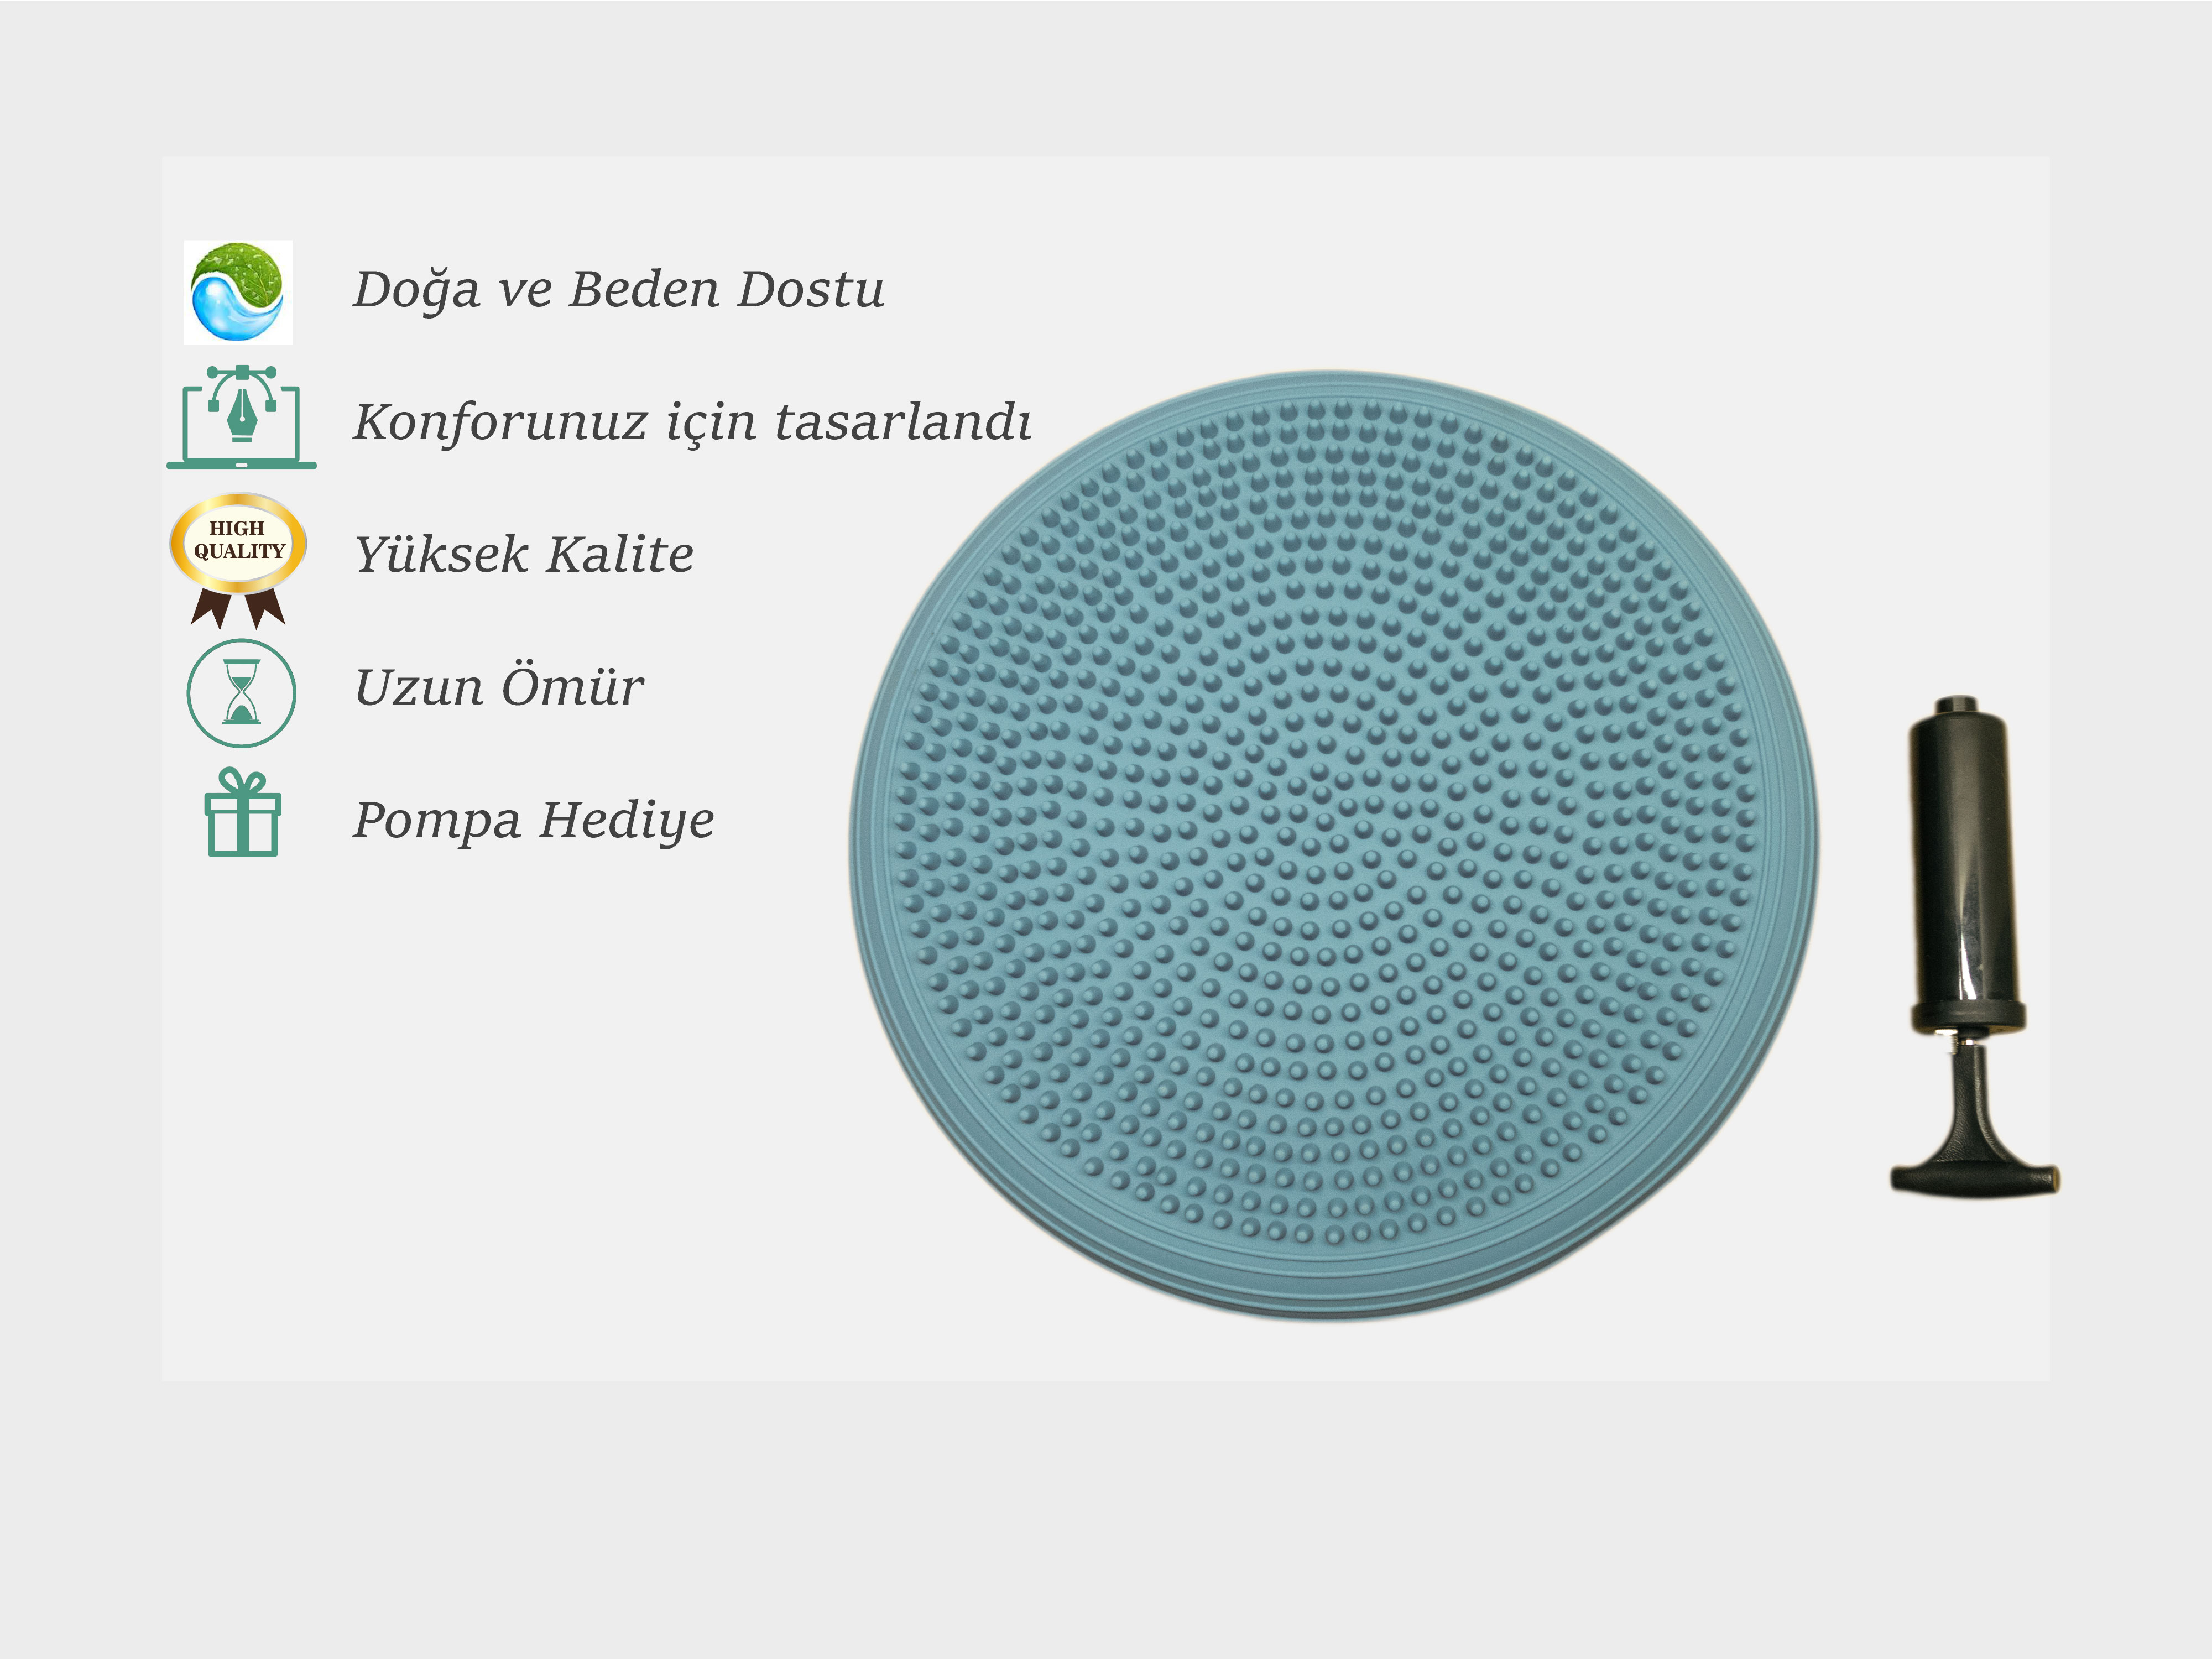 Doğa ve Beden Dostu
Konforunuz için tasarlandı
HIGH
QUALITY
Yüksek Kalite
Uzun Ömür
Pompa Hediye